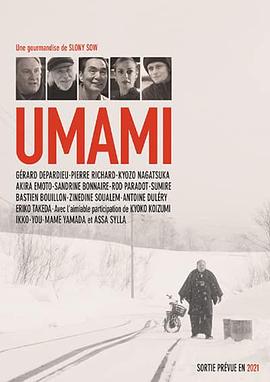 Une gourmandise de SLONY SOW
UMAMI
GÉRARD DEPARDIEU-PIERRE RICHARD-KYOZO NAGATSUKA
AKIRA EMOTO-SANDRINE BONNAIRE-ROD PARADOT-SUMIRE
BASTIEN BOUILLON-ZINEDINE SOUALEM-ANTOINE DULÉRY
ERIKO TAKEDA-Avec l'aimiable participation de KYOKO KOIZUMI
IKKO-YOU-MAME YAMADA et ASSA SYLLA
SORTIE PRÉVUE EN 2021